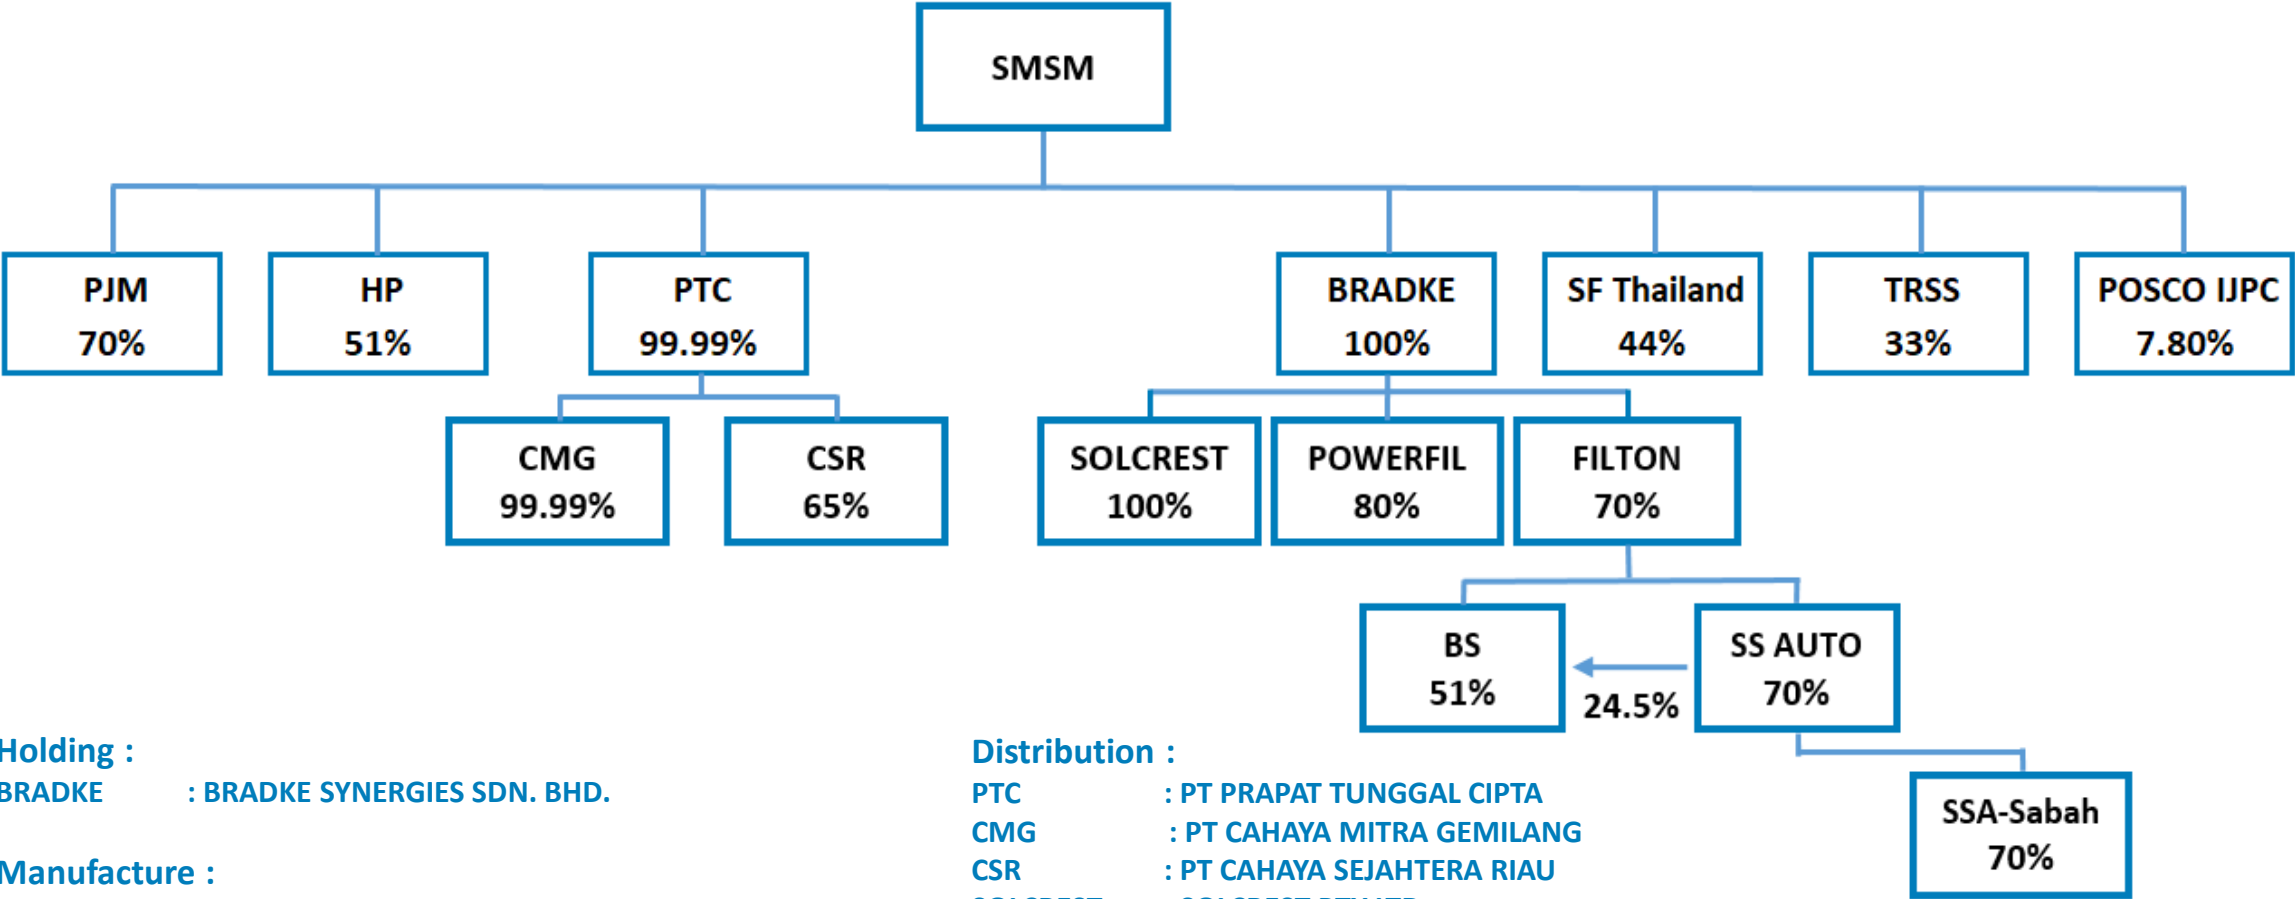 SMSM
PJM
70%
HP
51%
PTC
99.99%
BRADKE
100%
SF Thailand
44%
TRSS
33%
POSCO IJPC
7.80%
CMG
99.99%
CSR
65%
SOLCREST
100%
POWERFIL
80%
FILTON
70%
BS
51%
24.5%
SS AUTO
70%
SSA-Sabah
70%
Holding :
BRADKE : BRADKE SYNERGIES SDN. BHD.
Manufacture :
Distribution :
PTC : PT PRAPAT TUNGGAL CIPTA
CMG : PT CAHAYA MITRA GEMILANG
CSR : PT CAHAYA SEJAHTERA RIAU